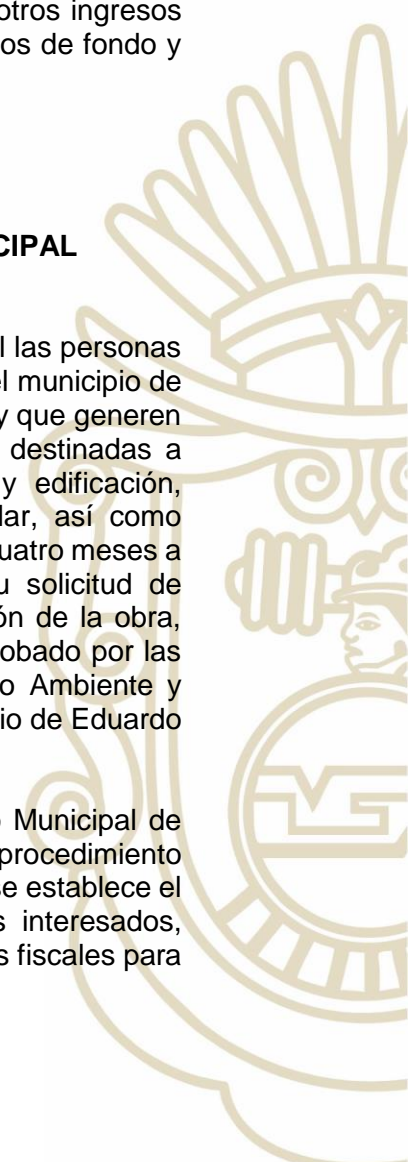 otros ingresos
os de fondo y
CIPAL
l las personas
el municipio de
y que generen
destinadas a
y edificación,
lar, así como
uatro meses a
u solicitud de
ón de la obra,
robado por las
o Ambiente y
io de Eduardo
o Municipal de
procedimiento
se establece el
s interesados,
s fiscales para